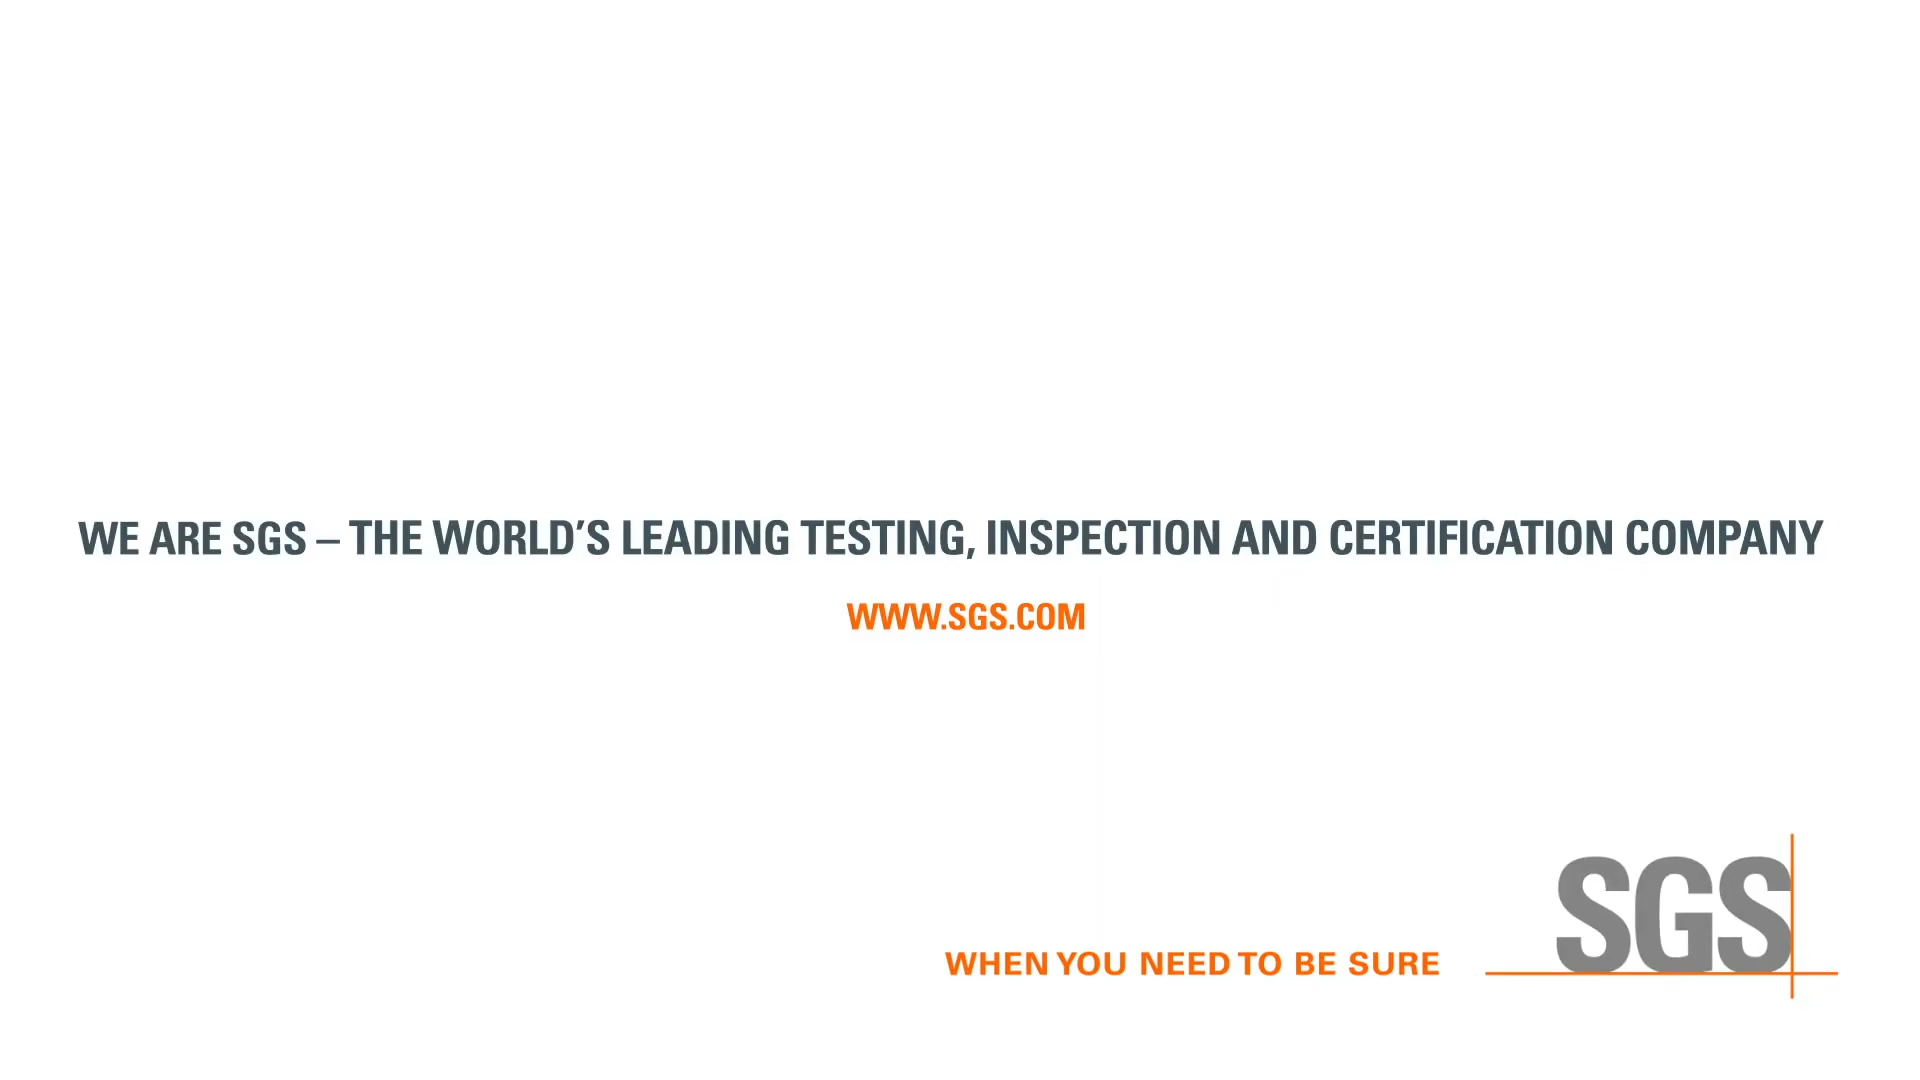 WE ARE SGS – THE WORLD’S LEADING TESTING, INSPECTION AND CERTIFICATION COMPANY
WWW.SGS.COM
WHEN YOU NEED TO BE SURE
SGS